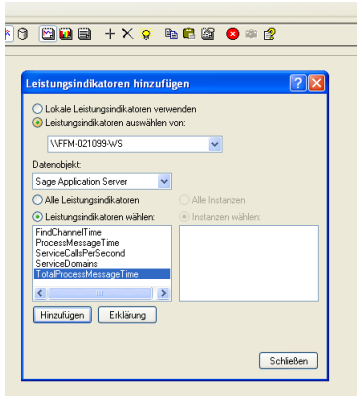 Leistungsindikatoren hinzufügen
Lokale Leistungsindikatoren verwenden
Leistungsindikatoren auswählen von:
\\FFM-021099-WS
Datenobjekt:
Sage Application Server
Alle Leistungsindikatoren
Alle Instanzen
Leistungsindikatoren wählen:
Instanzen wählen:
FindChannelTime
ProcessMessageTime
ServiceCallsPerSecond
ServiceDomains
TotalProcessMessageTime
Hinzufügen
Erklärung
Schließen